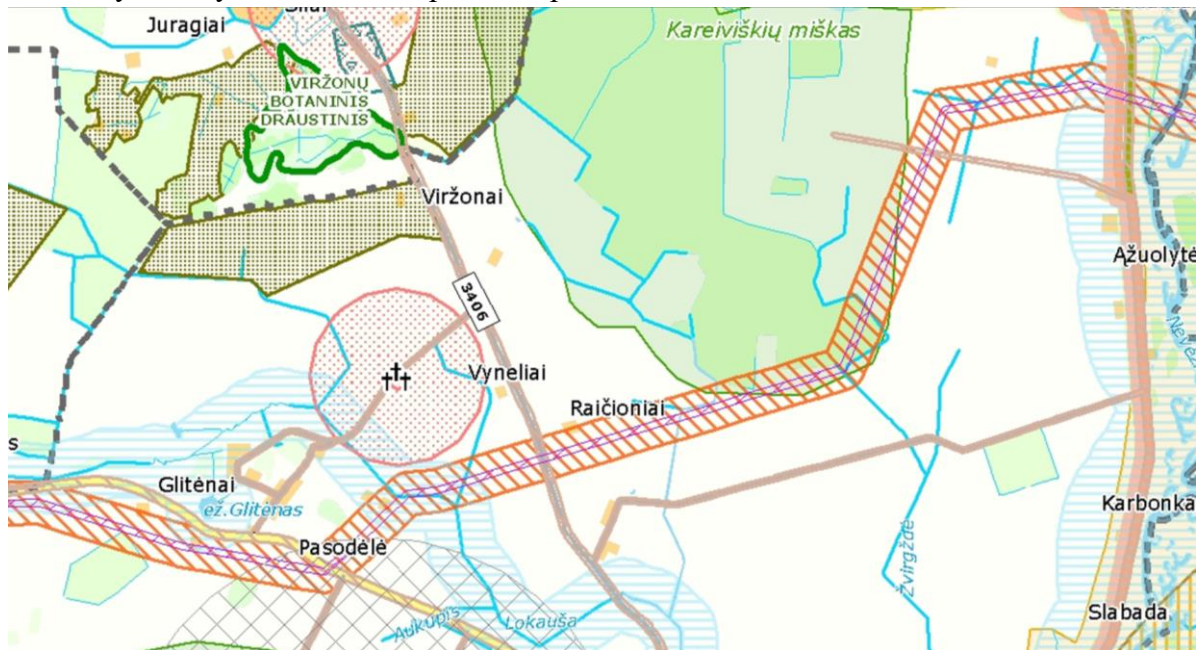 Juragiai
Kareiviškių miškas
VIRŽONŲ
BOTANINIS
DRAUSTINIS
Viržonai
Ąžuolytė
3406
Vyneliai
Raičioniai
s
Glitėnai
ež.Glitėnas
Karbonka
Pasodėlė
Žvirgždė
Aukupis
Lokauša
Slabada